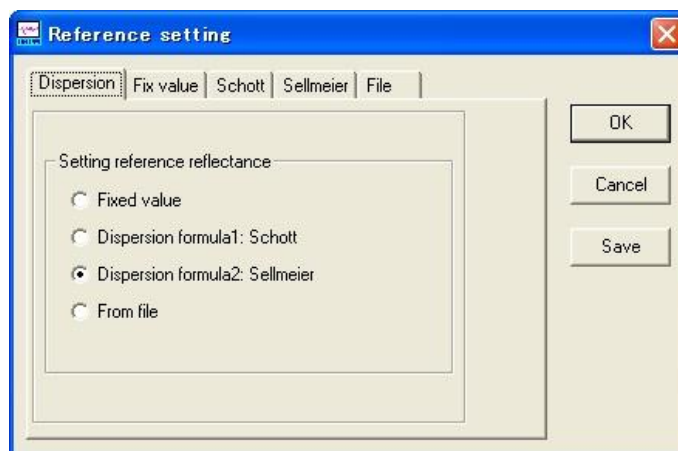 Reference setting
Dispersion Fix value Schott Sellmeier File
Setting reference reflectance
Fixed value
Dispersion formula1: Schott
Dispersion formula2: Sellmeier
From file
OK
Cancel
Save